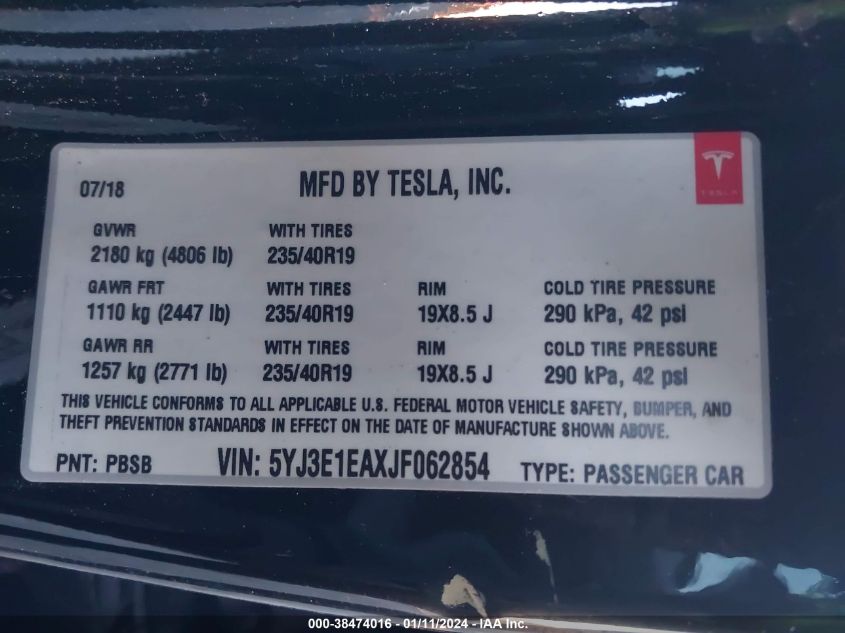 07/18 MFD BY TESLA, INC.
TESLA
GVWR WITH TIRES
2180 kg (4806 lb) 235/40R19
GAWR FRT WITH TIRES RIM COLD TIRE PRESSURE
1110 kg (2447 lb) 235/40R19 19X8.5 J 290 kPa, 42 psi
GAWR RR WITH TIRES RIM COLD TIRE PRESSURE
1257 kg (2771 lb) 235/40R19 19X8.5 J 290 kPa, 42 psi
THIS VEHICLE CONFORMS TO ALL APPLICABLE U.S. FEDERAL MOTOR VEHICLE SAFETY, BUMPER, AND
THEFT PREVENTION STANDARDS IN EFFECT ON THE DATE OF MANUFACTURE SHOWN ABOVE.
PNT: PBSB VIN: 5YJ3E1EAXJF062854 TYPE: PASSENGER CAR
000-38474016 - 01/11/2024 - IAA Inc.